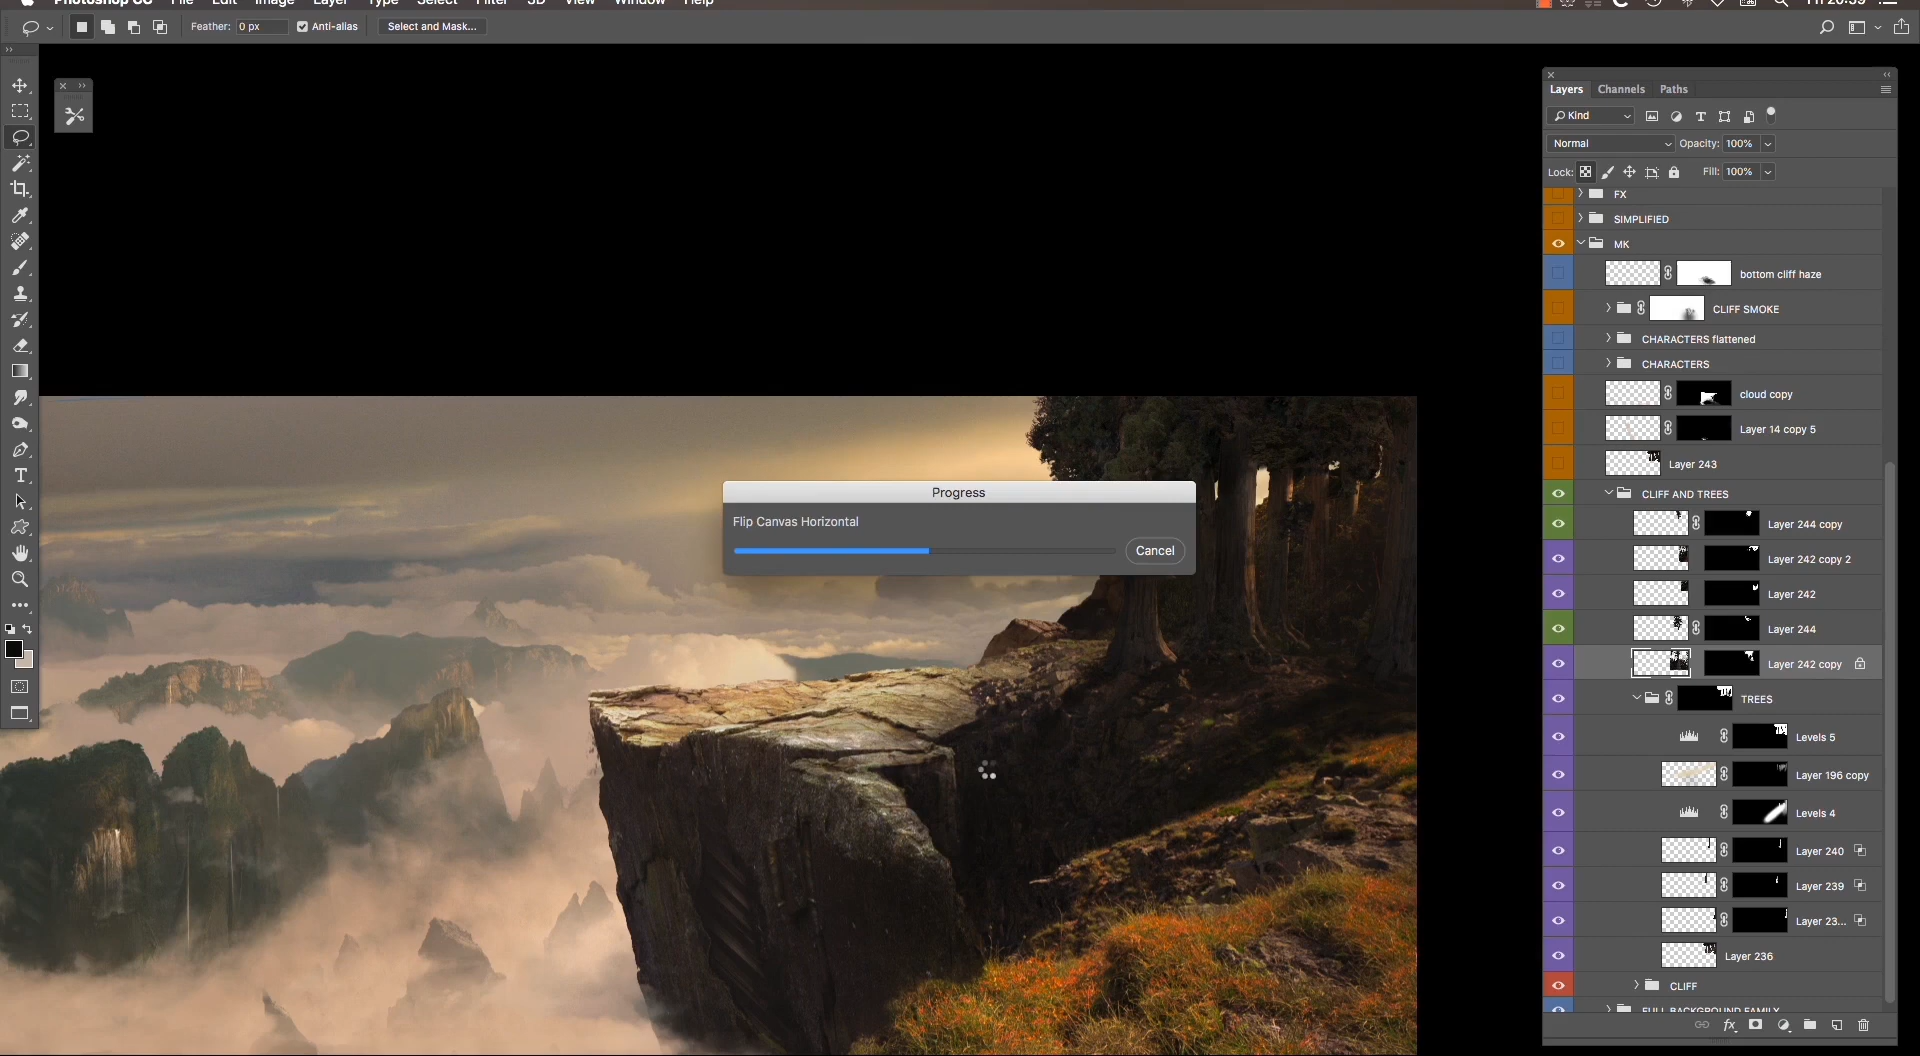 Photoshop CC File Edit Image Layer Type Select Filter 3D View Window Help
Fri 20:39
Feather: 0 px Anti-alias Select and Mask...
Layers Channels Paths
Kind
Normal Opacity: 100%
Lock: Fill: 100%
FX
SIMPLIFIED
MK
bottom cliff haze
CLIFF SMOKE
CHARACTERS flattened
CHARACTERS
cloud copy
Layer 14 copy 5
Layer 243
CLIFF AND TREES
Layer 244 copy
Layer 242 copy 2
Layer 242
Layer 244
Layer 242 copy
TREES
Levels 5
Layer 196 copy
Levels 4
Layer 240
Layer 239
Layer 23...
Layer 236
CLIFF
FULL BACKGROUND FAMILY
Progress
Flip Canvas Horizontal
Cancel